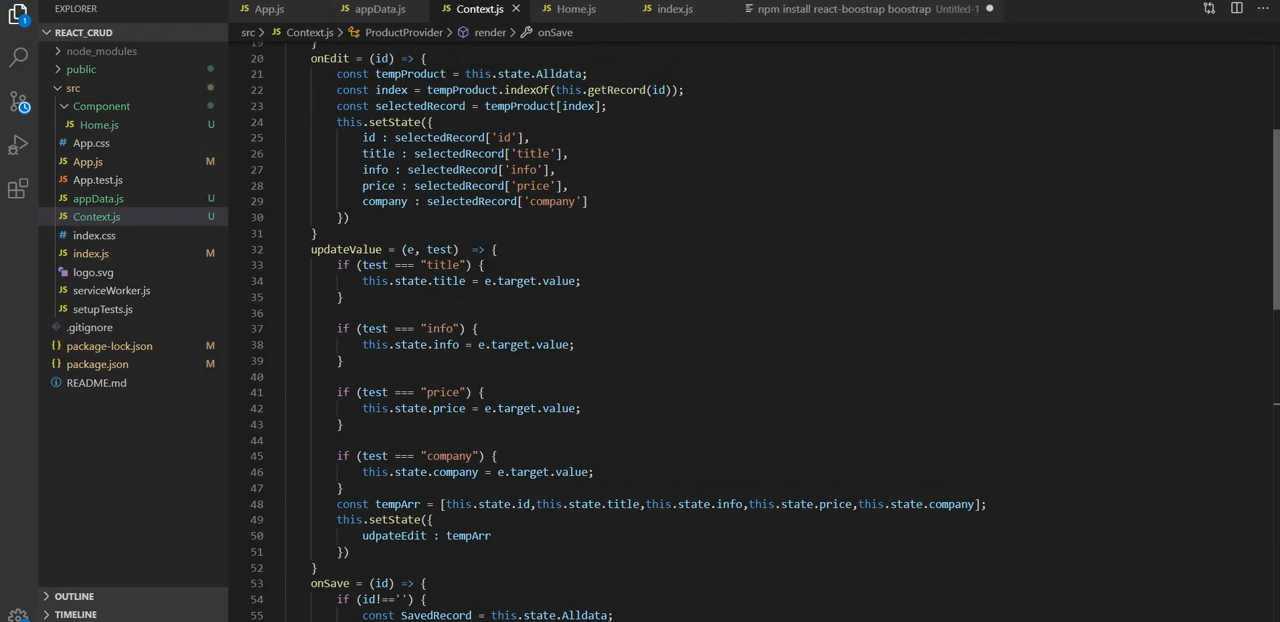 EXPLORER
App.js
appData.js
Context.js
Home.js
index.js
npm install react-boostrap boostrap Untitled-1
REACT_CRUD
src > Context.js > ProductProvider > render > onSave
node_modules
public
src
Component
Home.js U
App.css
App.js M
App.test.js
appData.js U
Context.js U
index.css
index.js M
logo.svg
serviceWorker.js
setupTests.js
.gitignore
package-lock.json M
package.json M
README.md
OUTLINE
TIMELINE
19 }
20 onEdit = (id) => {
21 const tempProduct = this.state.Alldata;
22 const index = tempProduct.indexOf(this.getRecord(id));
23 const selectedRecord = tempProduct[index];
24 this.setState({
25 id : selectedRecord['id'],
26 title : selectedRecord['title'],
27 info : selectedRecord['info'],
28 price : selectedRecord['price'],
29 company : selectedRecord['company']
30 })
31 }
32 updateValue = (e, test) => {
33 if (test === "title") {
34 this.state.title = e.target.value;
35 }
36
37 if (test === "info") {
38 this.state.info = e.target.value;
39 }
40
41 if (test === "price") {
42 this.state.price = e.target.value;
43 }
44
45 if (test === "company") {
46 this.state.company = e.target.value;
47 }
48 const tempArr = [this.state.id,this.state.title,this.state.info,this.state.price,this.state.company];
49 this.setState({
50 udpateEdit : tempArr
51 })
52 }
53 onSave = (id) => {
54 if (id!=='') {
55 const SavedRecord = this.state.Alldata;